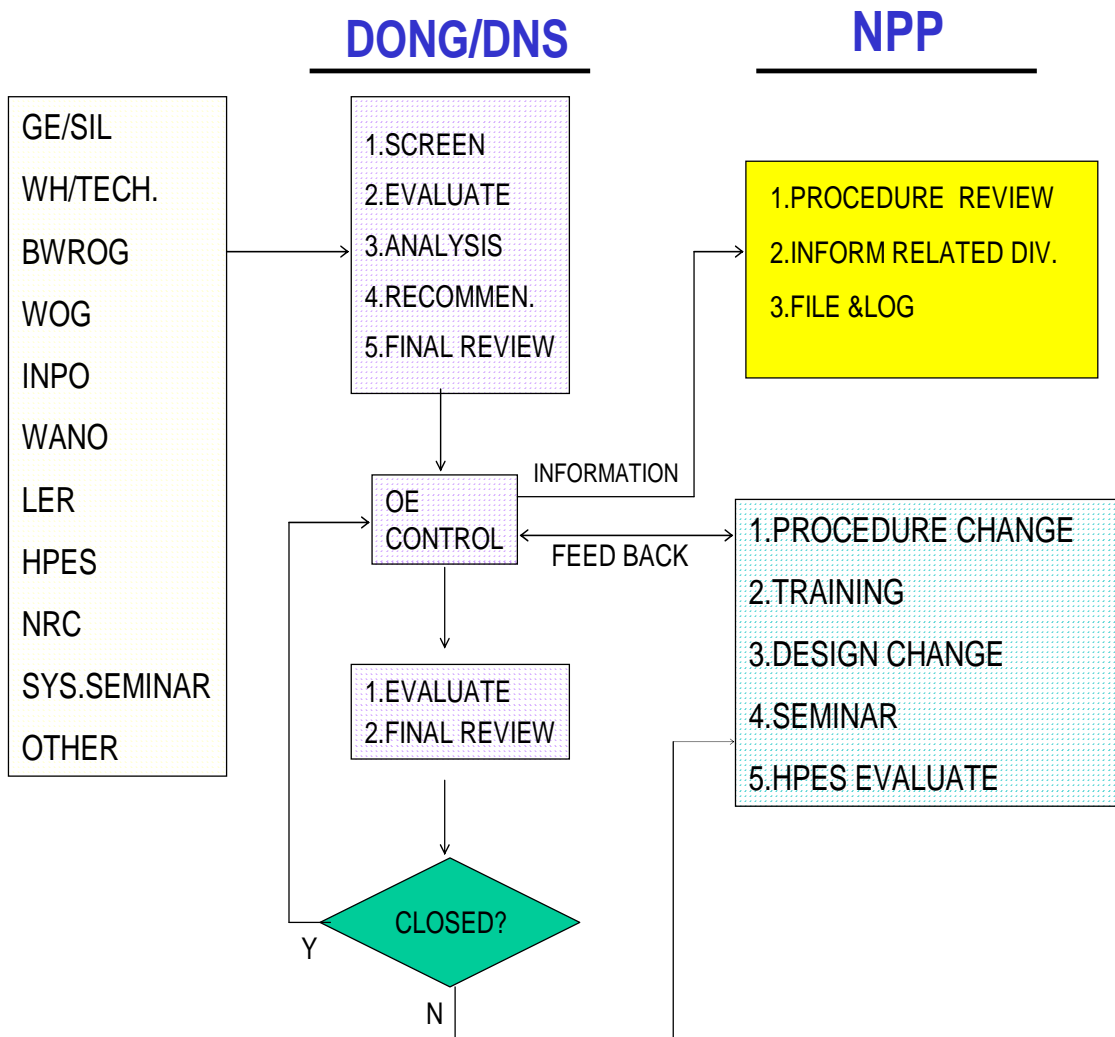 DONG/DNS
NPP
GE/SIL
WH/TECH.
BWROG
WOG
INPO
WANO
LER
HPES
NRC
SYS.SEMINAR
OTHER
1.SCREEN
2.EVALUATE
3.ANALYSIS
4.RECOMMEN.
5.FINAL REVIEW
1.PROCEDURE REVIEW
2.INFORM RELATED DIV.
3.FILE &LOG
INFORMATION
OE
CONTROL
FEED BACK
1.PROCEDURE CHANGE
2.TRAINING
3.DESIGN CHANGE
4.SEMINAR
5.HPES EVALUATE
1.EVALUATE
2.FINAL REVIEW
CLOSED?
Y
N